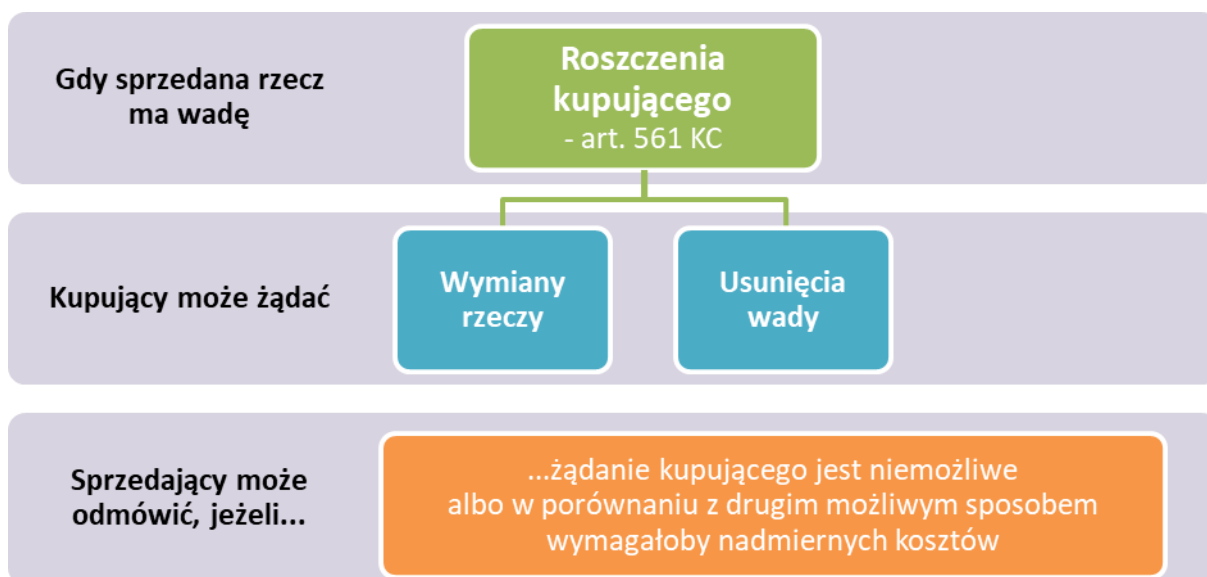 Gdy sprzedana rzecz
ma wadę
Roszczenia
kupującego
- art. 561 KC
Kupujący może żądać
Wymiany
rzeczy
Usunięcia
wady
Sprzedający może
odmówić, jeżeli...
...żądanie kupującego jest niemożliwe
albo w porównaniu z drugim możliwym sposobem
wymagałoby nadmiernych kosztów